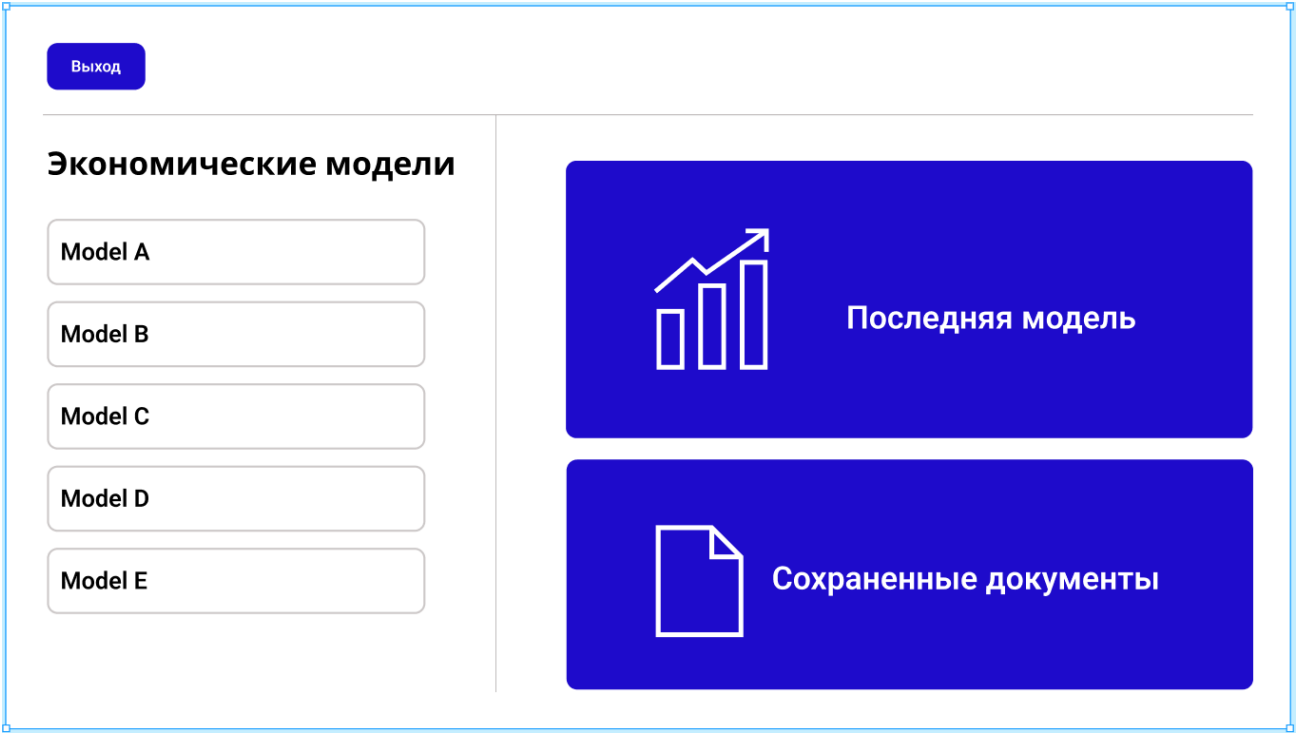 Выход
Экономические модели
Model A
Model B
Model C
Model D
Model E
Последняя модель
Сохраненные документы